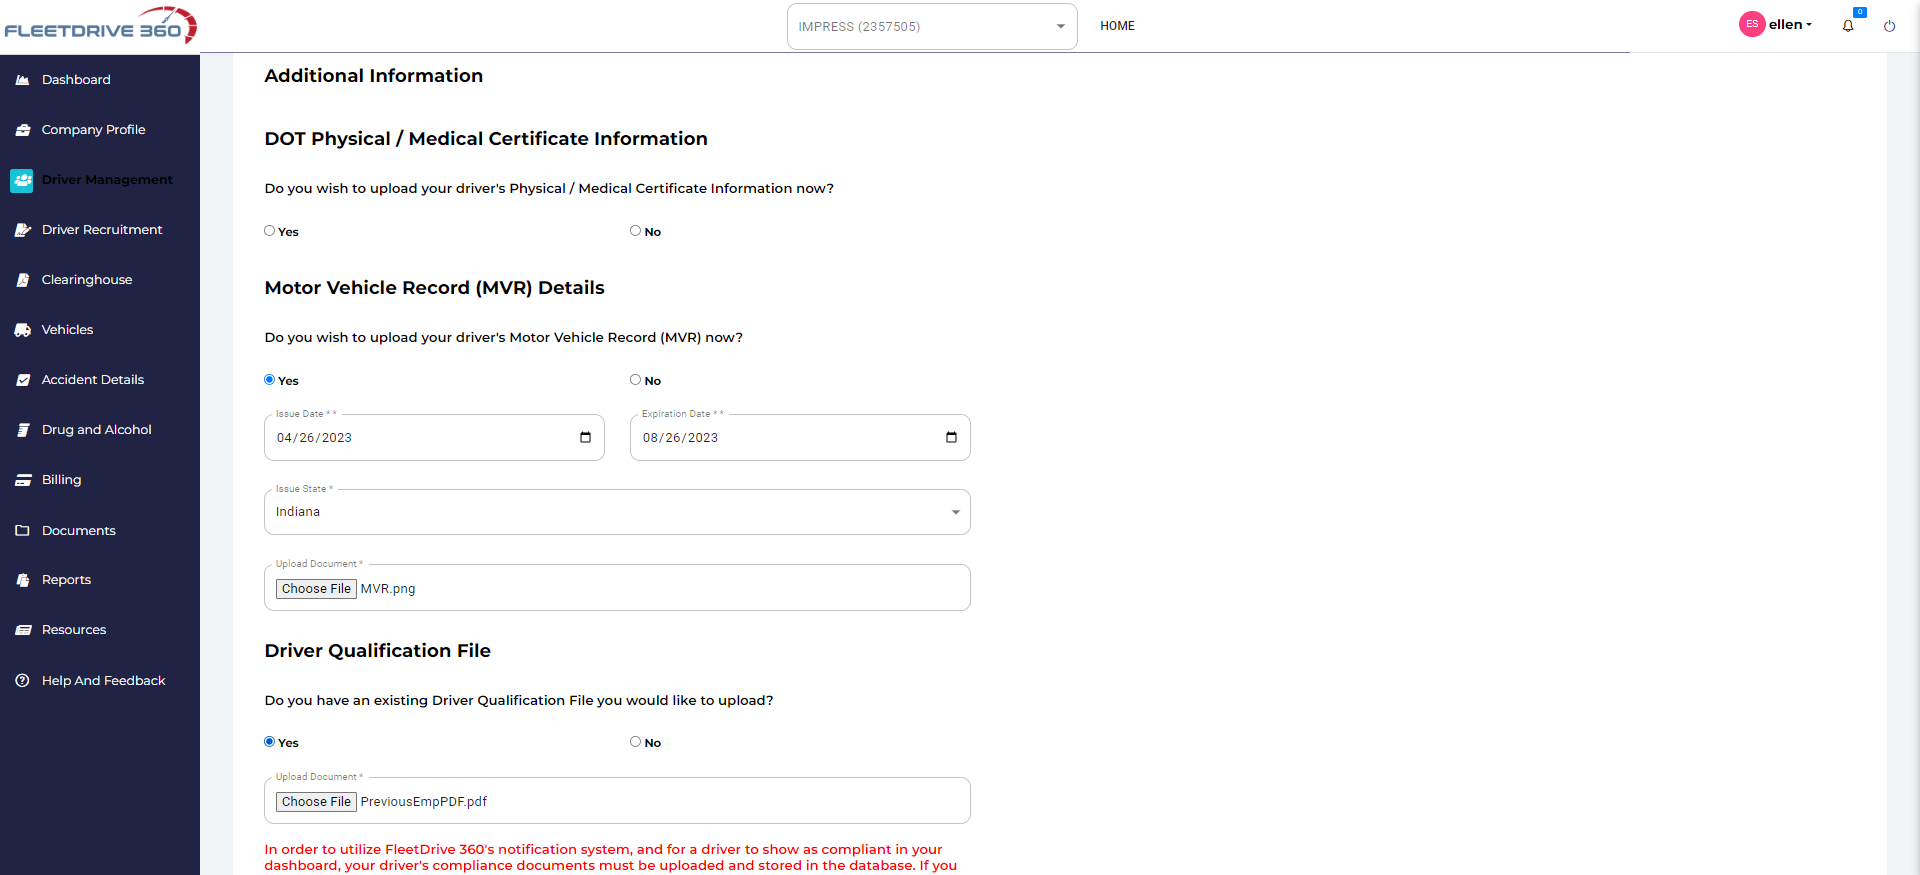 FLEETDRIVE 360
IMPRESS (2357505)
HOME
ES
ellen
0
Dashboard
Company Profile
Driver Management
Driver Recruitment
Clearinghouse
Vehicles
Accident Details
Drug and Alcohol
Billing
Documents
Reports
Resources
Help And Feedback
Additional Information
DOT Physical / Medical Certificate Information
Do you wish to upload your driver's Physical / Medical Certificate Information now?
Yes No
Motor Vehicle Record (MVR) Details
Do you wish to upload your driver's Motor Vehicle Record (MVR) now?
Yes No
Issue Date * * Expiration Date * *
04/26/2023 08/26/2023
Issue State *
Indiana
Upload Document *
Choose File MVR.png
Driver Qualification File
Do you have an existing Driver Qualification File you would like to upload?
Yes No
Upload Document *
Choose File PreviousEmpPDF.pdf
In order to utilize FleetDrive 360's notification system, and for a driver to show as compliant in your
dashboard, your driver's compliance documents must be uploaded and stored in the database. If you